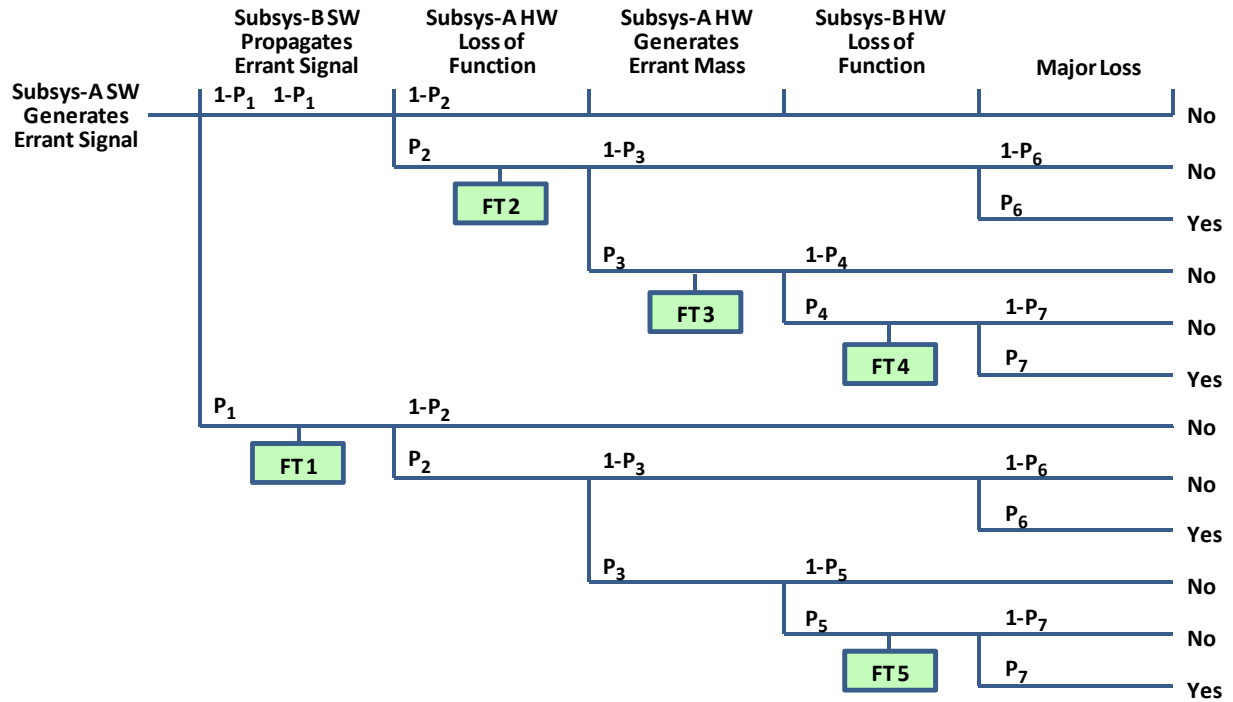 Subsys-B SW
Propagates
Errant Signal
Subsys-A HW
Loss of
Function
Subsys-A HW
Generates
Errant Mass
Subsys-B HW
Loss of
Function
Major Loss
Subsys-A SW
Generates
Errant Signal
1-P1 1-P1 1-P2 No
P2 1-P3 1-P6 No
FT 2 P6 Yes
P3 1-P4 No
FT 3 P4 1-P7 No
FT 4 P7 Yes
P1 1-P2 No
FT 1 P2 1-P3 1-P6 No
P6 Yes
P3 1-P5 No
P5 1-P7 No
FT 5 P7 Yes